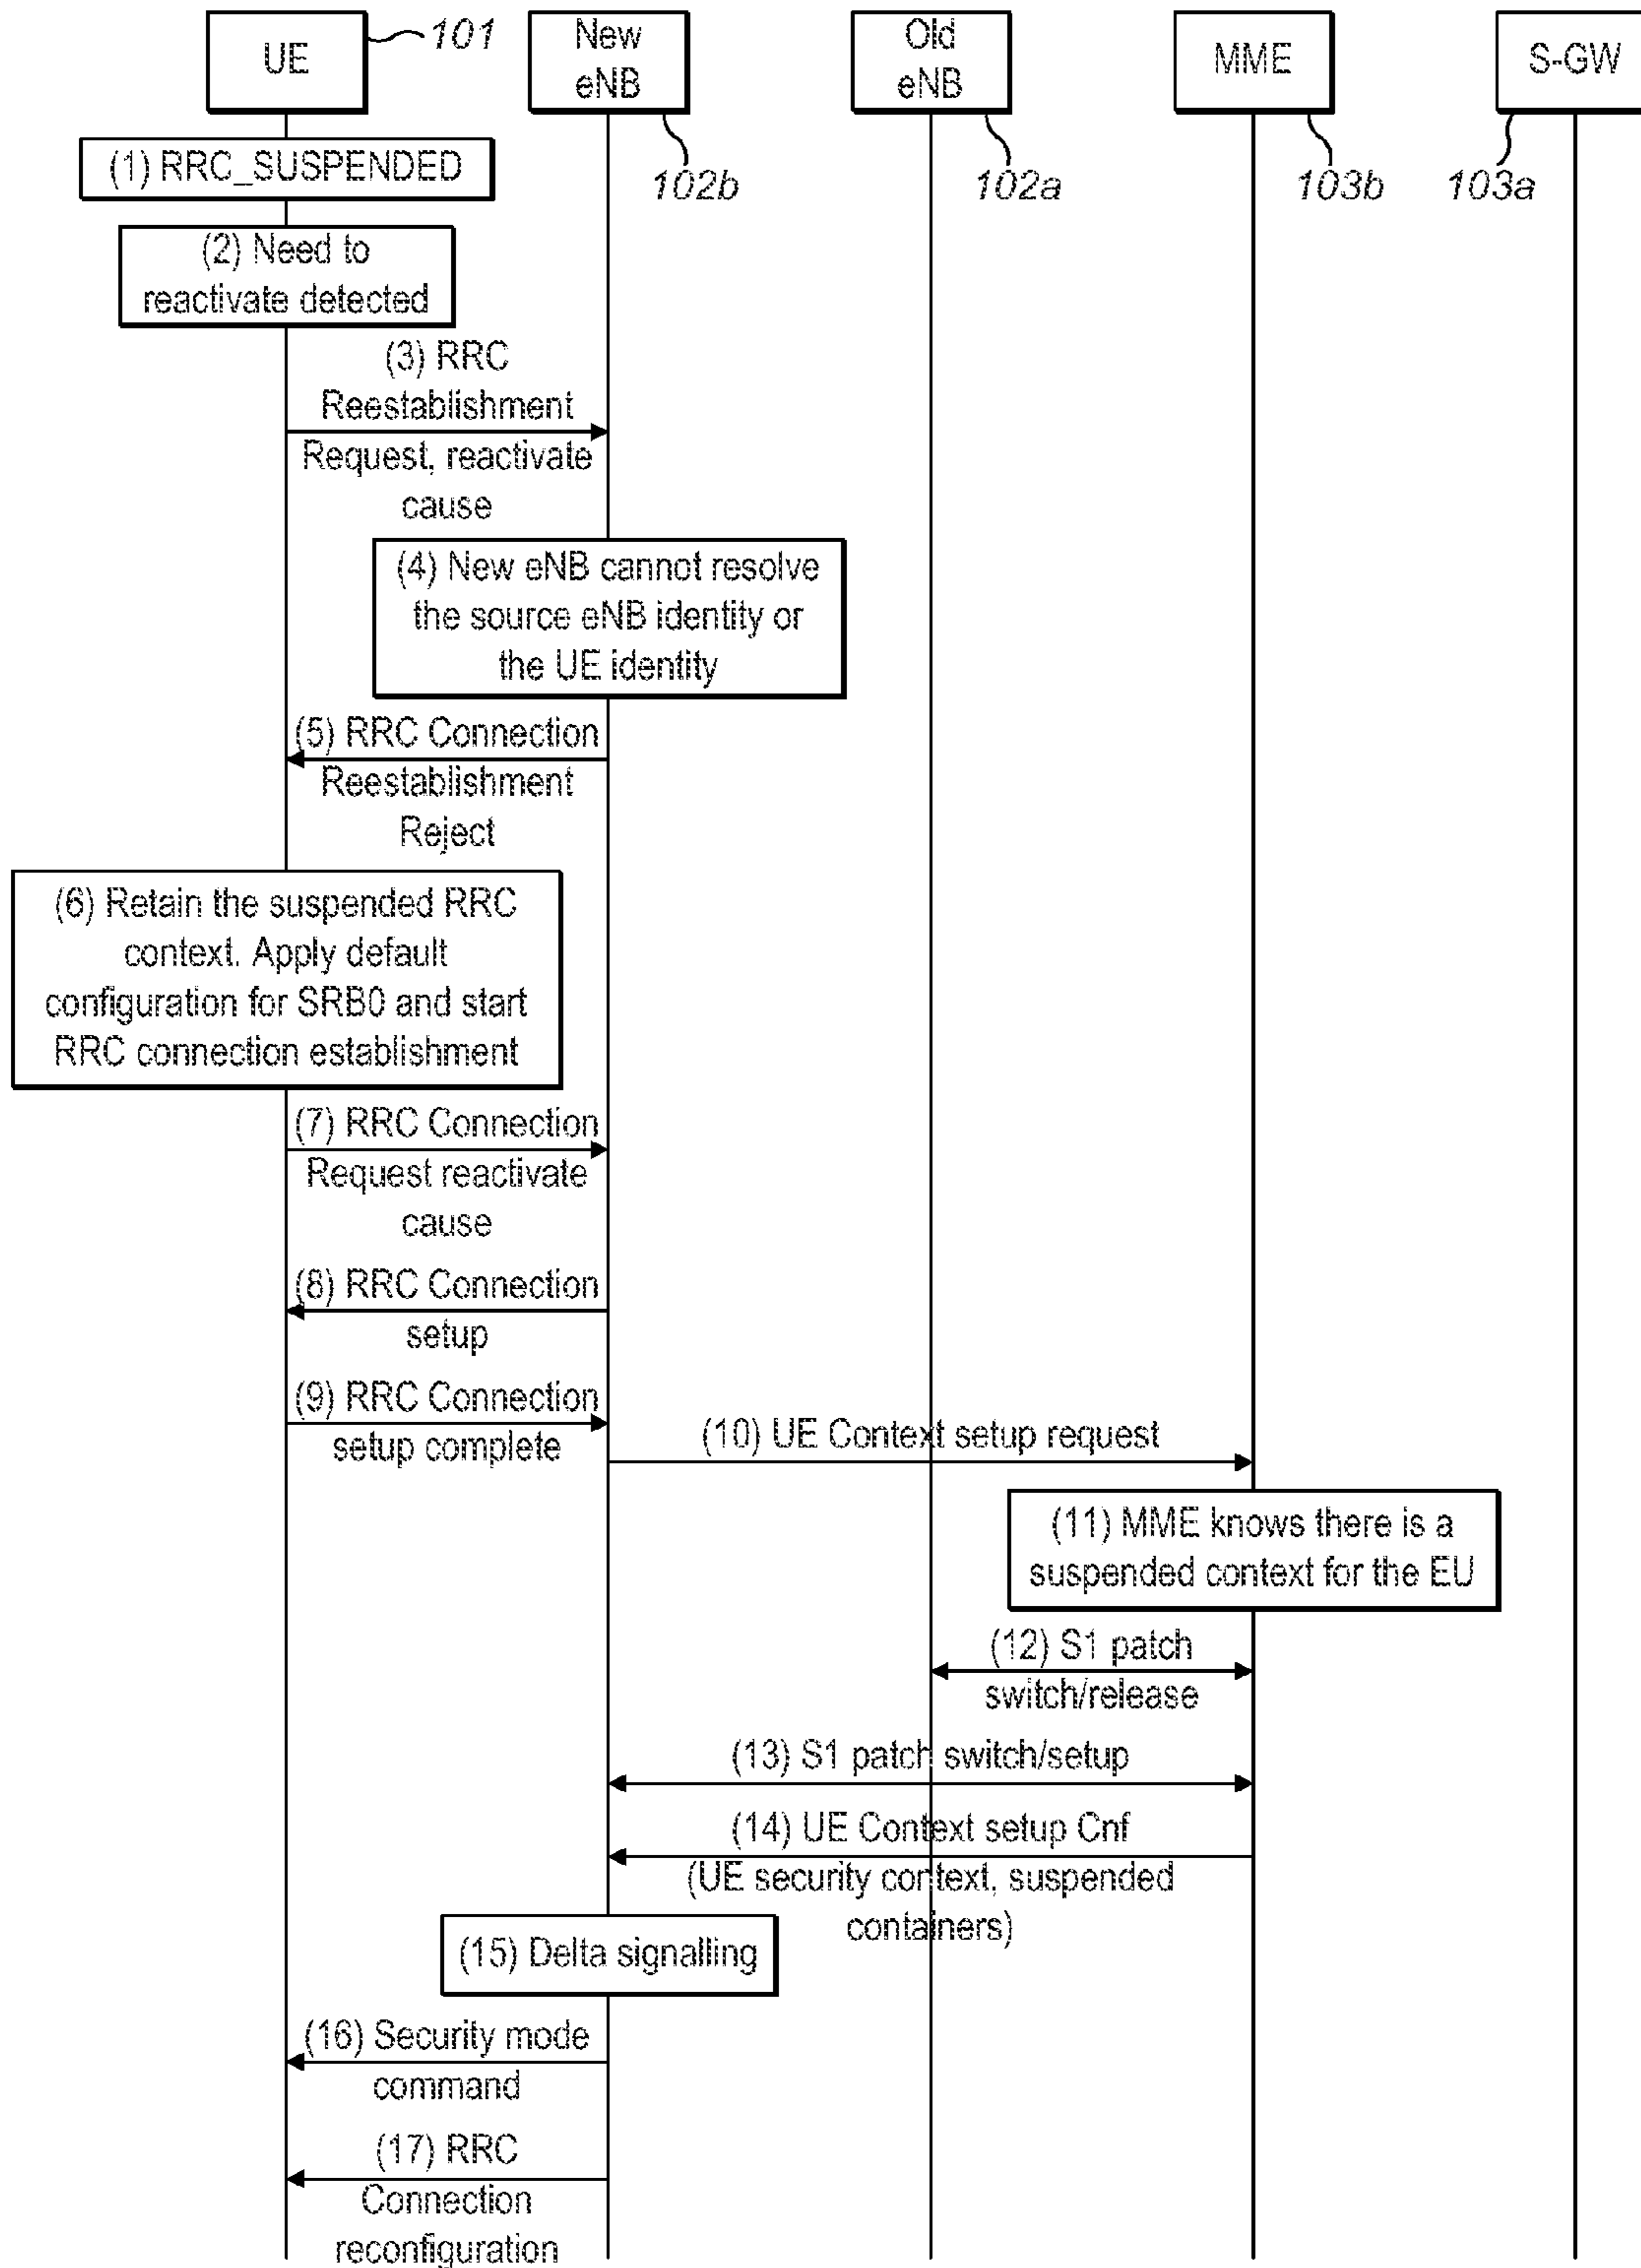 UE
101
New
eNB
Old
eNB
MME
S-GW
102b
102a
103b
103a
(1) RRC_SUSPENDED
(2) Need to
reactivate detected
(3) RRC
Reestablishment
Request, reactivate
cause
(4) New eNB cannot resolve
the source eNB identity or
the UE identity
(5) RRC Connection
Reestablishment
Reject
(6) Retain the suspended RRC
context. Apply default
configuration for SRB0 and start
RRC connection establishment
(7) RRC Connection
Request reactivate
cause
(8) RRC Connection
setup
(9) RRC Connection
setup complete
(10) UE Context setup request
(11) MME knows there is a
suspended context for the EU
(12) S1 patch
switch/release
(13) S1 patch switch/setup
(14) UE Context setup Cnf
(UE security context, suspended
containers)
(15) Delta signalling
(16) Security mode
command
(17) RRC
Connection
reconfiguration